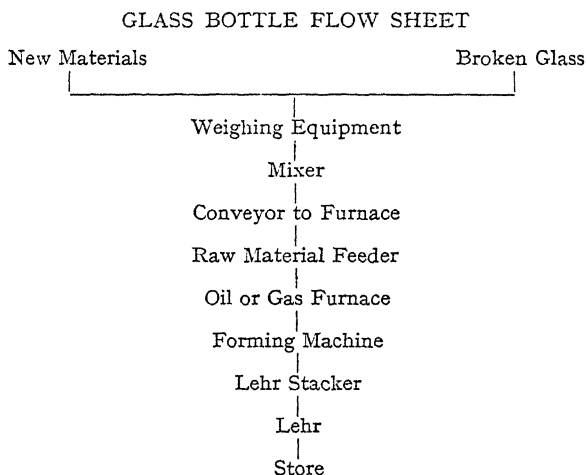 GLASS BOTTLE FLOW SHEET
New Materials Broken Glass
Weighing Equipment
Mixer
Conveyor to Furnace
Raw Material Feeder
Oil or Gas Furnace
Forming Machine
Lehr Stacker
Lehr
Store